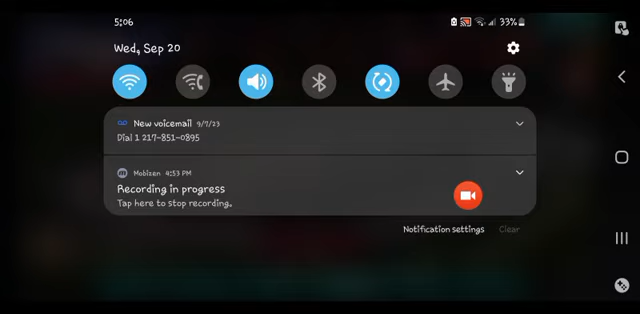 5:06
33%
Wed, Sep 20
New voicemail 9/7/23
Dial 1 217-851-0895
Mobizen 4:53 PM
Recording in progress
Tap here to stop recording.
Notification settings Clear